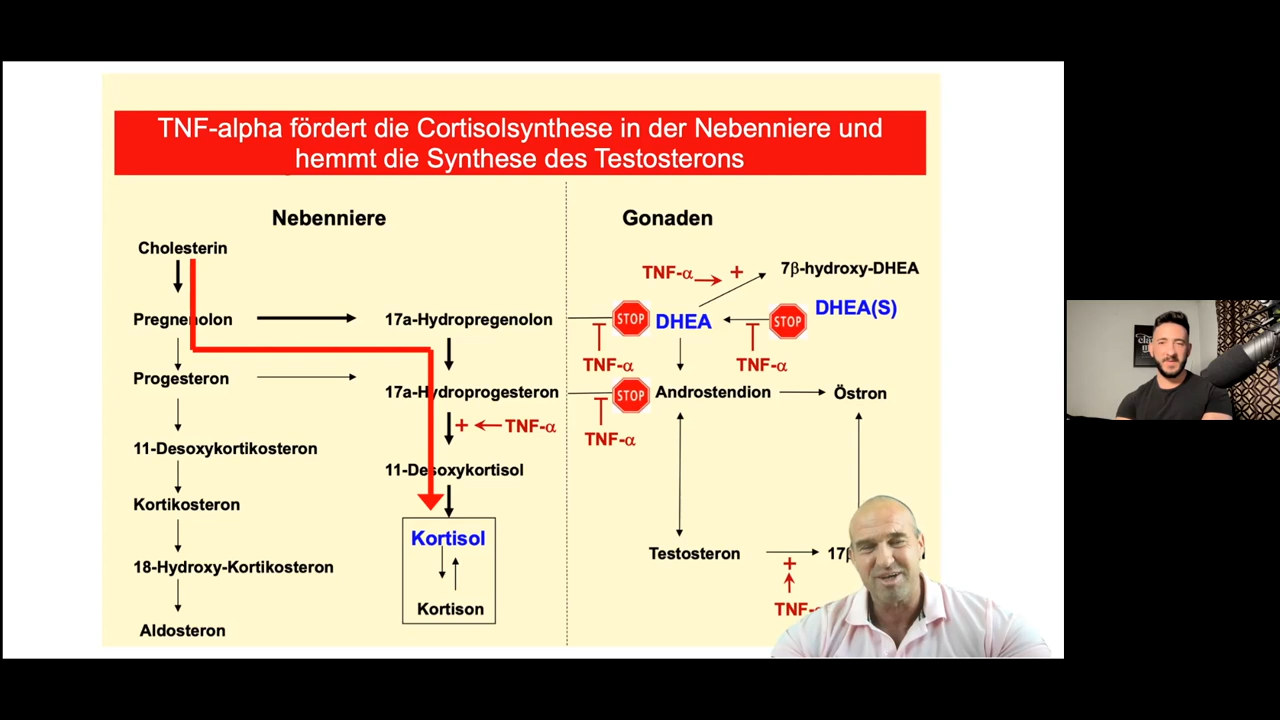 TNF-alpha fördert die Cortisolsynthese in der Nebenniere und
hemmt die Synthese des Testosterons
Nebenniere
Gonaden
Cholesterin
TNF-α
+
7β-hydroxy-DHEA
DHEA(S)
Pregnenolon
17a-Hydropregenolon
STOP
DHEA
STOP
TNF-α
TNF-α
Progesteron
17a-Hydroprogesteron
STOP
Androstendion
Östron
+
TNF-α
TNF-α
11-Desoxykortikosteron
11-Desoxykortisol
Kortikosteron
Kortisol
Testosteron
+
18-Hydroxy-Kortikosteron
Kortison
Aldosteron